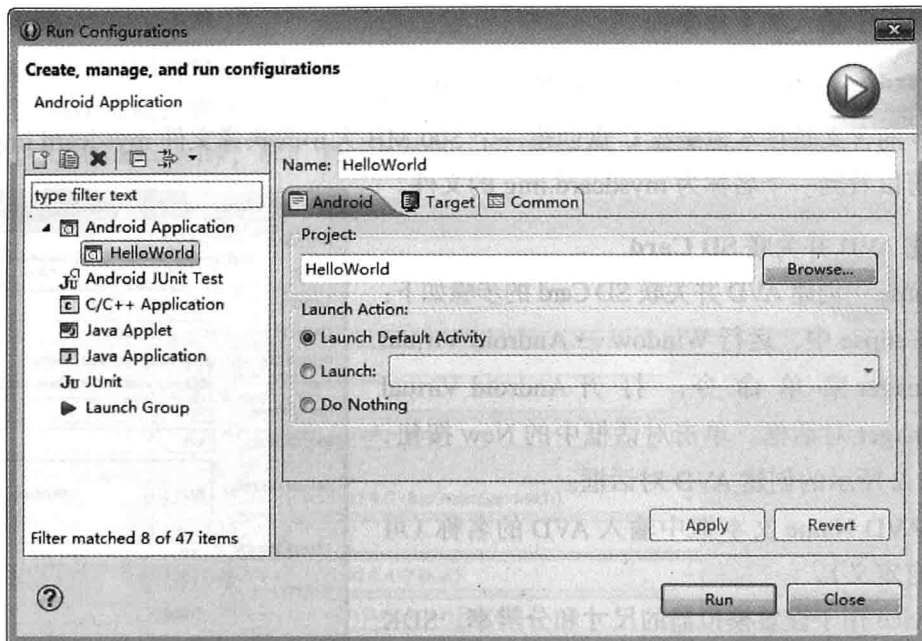 Run Configurations
Create, manage, and run configurations
Android Application
type filter text
Android Application
HelloWorld
Android JUnit Test
C/C++ Application
Java Applet
Java Application
Ju JUnit
Launch Group
Filter matched 8 of 47 items
Name: HelloWorld
Android Target Common
Project:
HelloWorld
Browse...
Launch Action:
Launch Default Activity
Launch:
Do Nothing
Apply Revert
Run Close